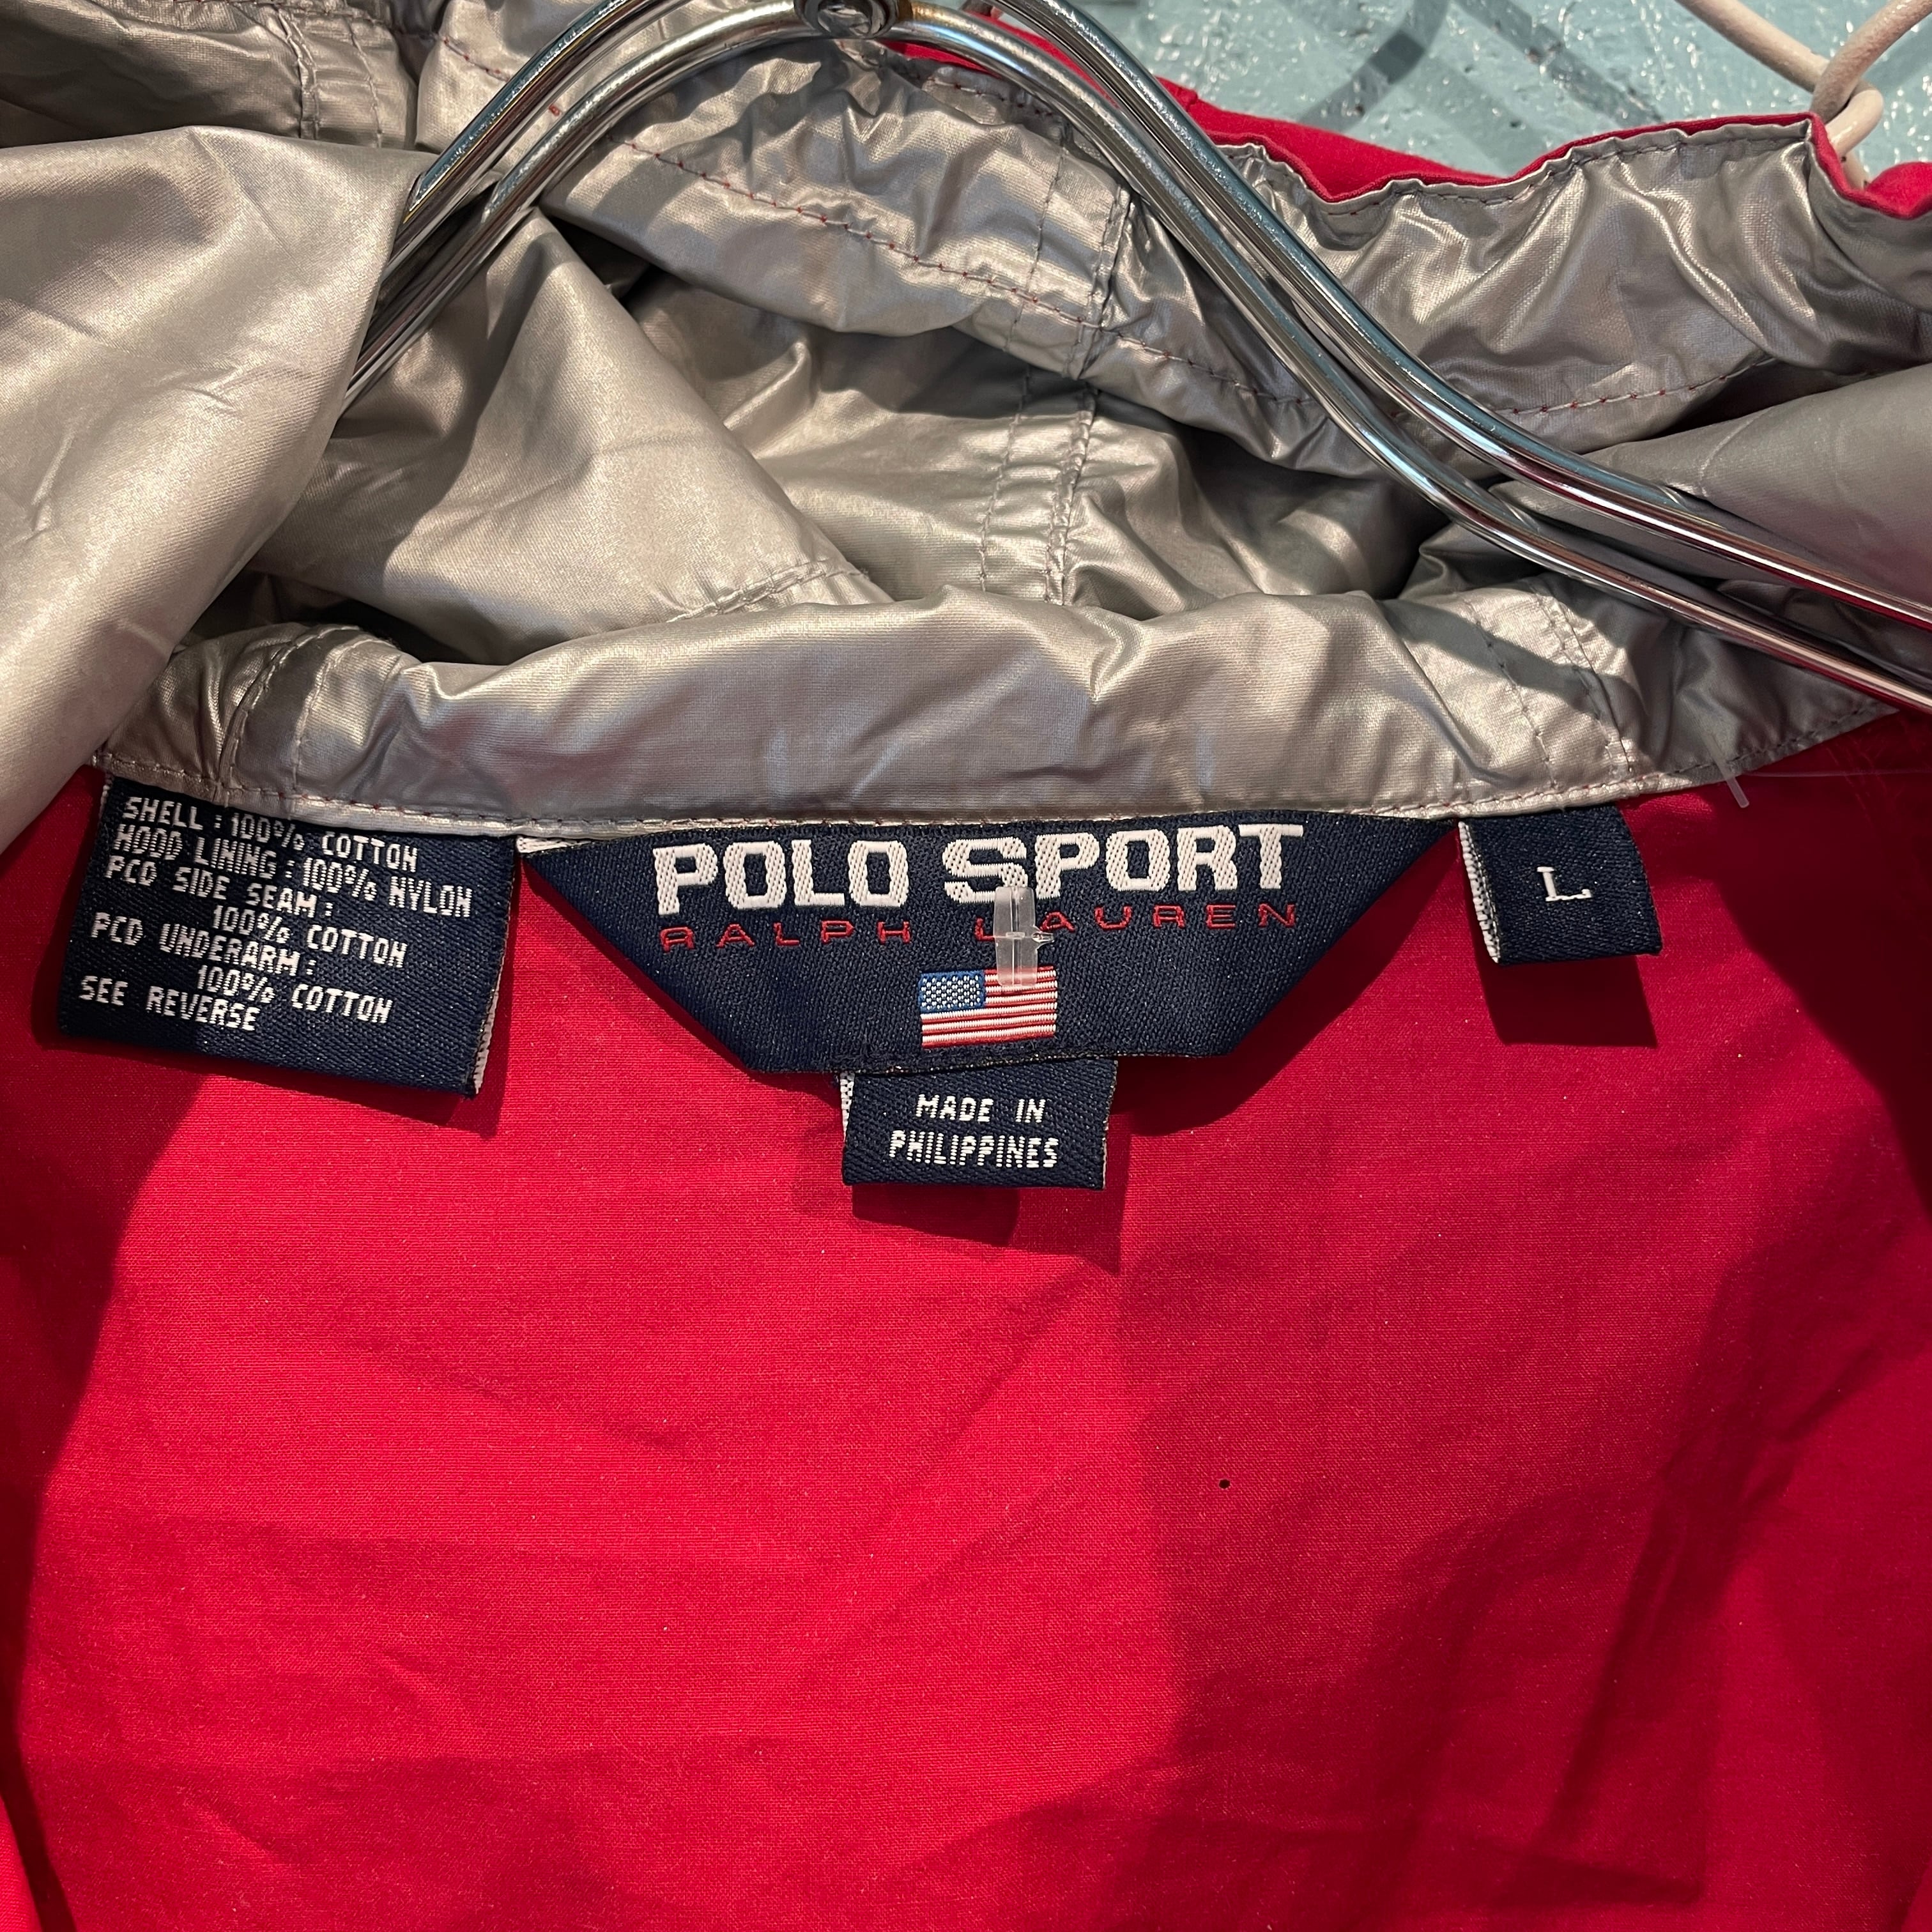 SHELL : 100% COTTON
HOOD LINING : 100% NYLON
PCD SIDE SEAM :
100% COTTON
PCD UNDERARM :
100% COTTON
SEE REVERSE
POLO SPORT
RALPH LAUREN
MADE IN
PHILIPPINES
L